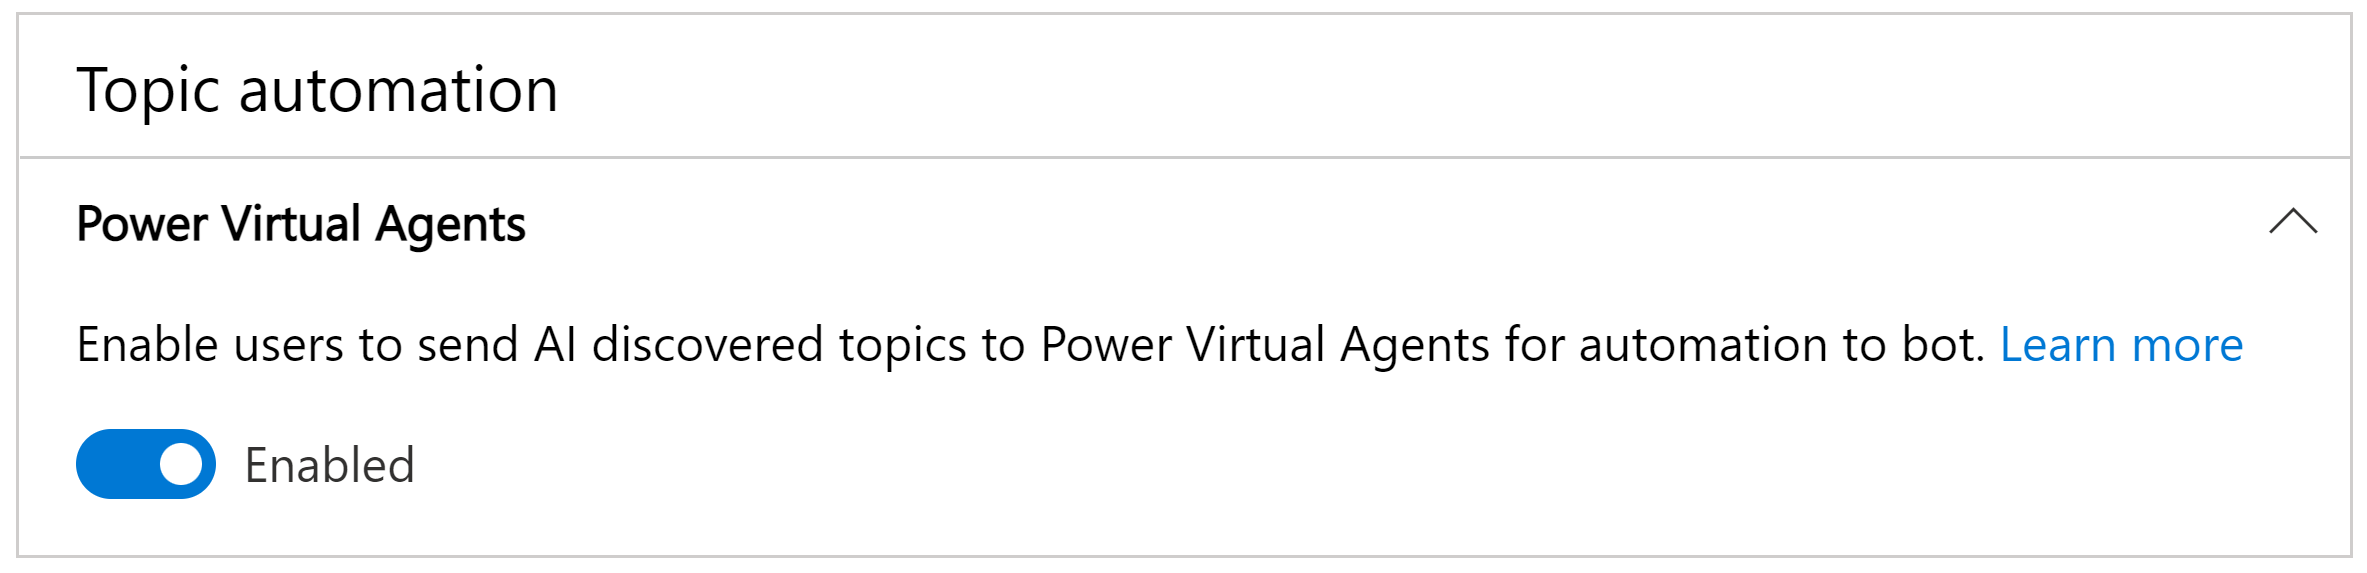 Topic automation
Power Virtual Agents
Enable users to send AI discovered topics to Power Virtual Agents for automation to bot. Learn more
Enabled